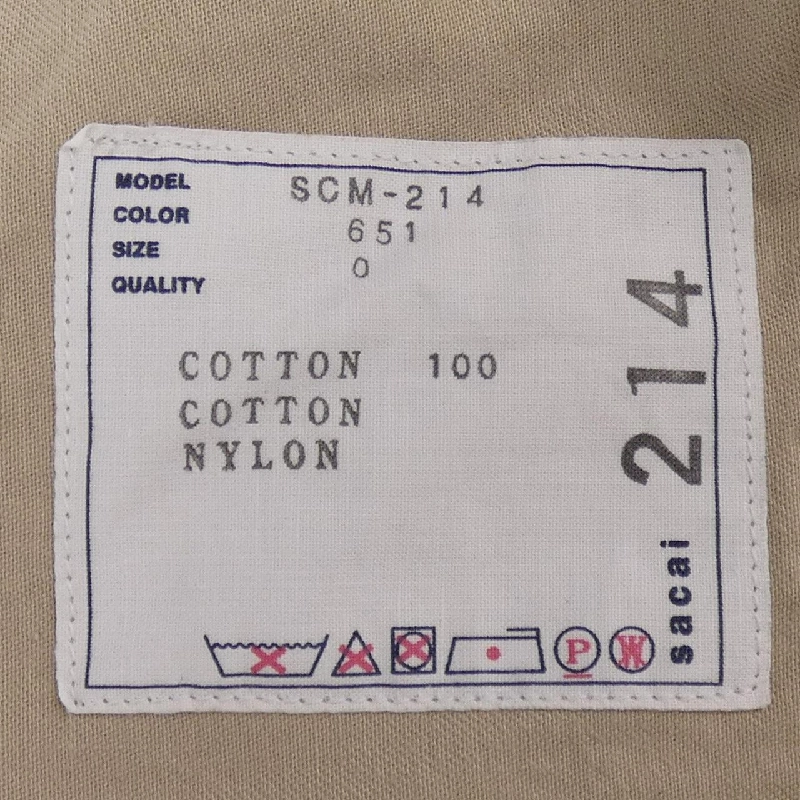 MODEL SCM-214
COLOR 651
SIZE 0
QUALITY
COTTON 100
COTTON
NYLON
sacai 214
P W